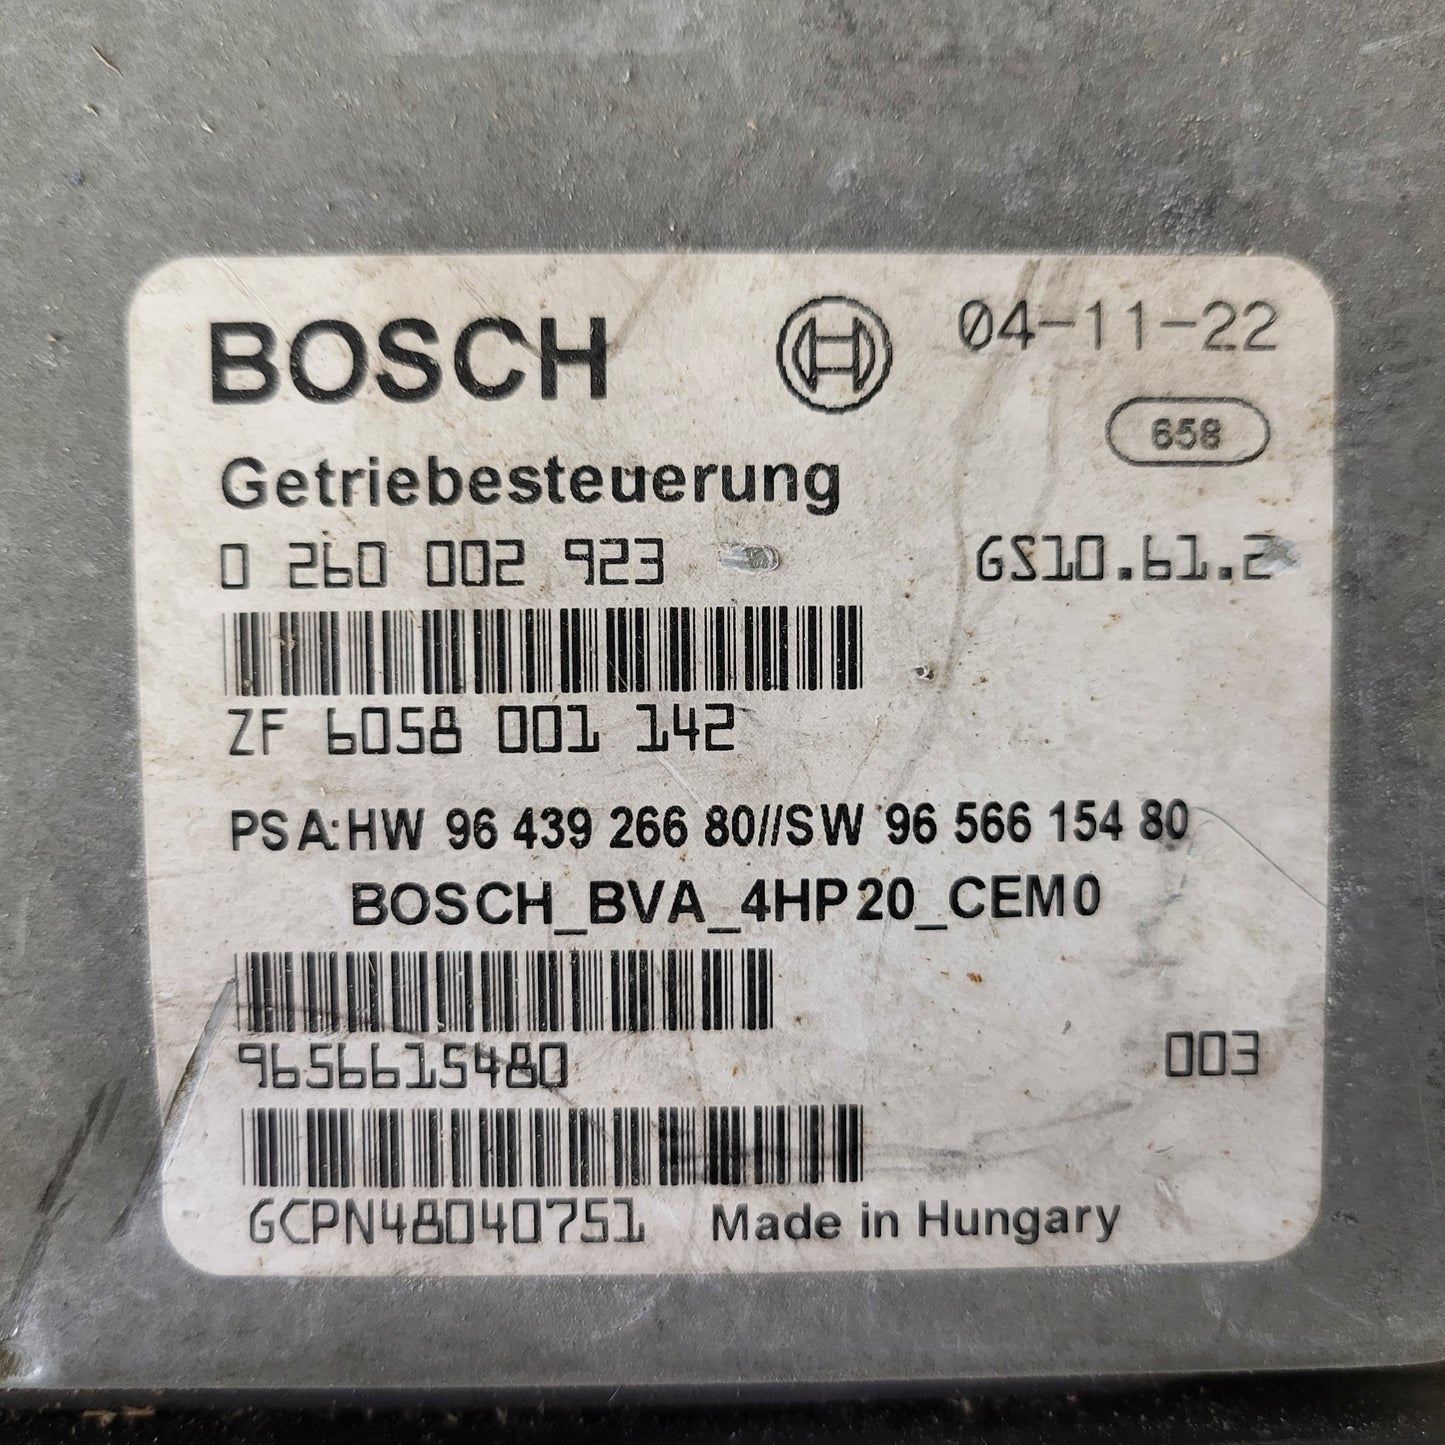 BOSCH 04-11-22
658
Getriebesteuerung
0 260 002 923 GS10.61.2
ZF 6058 001 142
PSA:HW 96 439 266 80//SW 96 566 154 80
BOSCH_BVA_4HP20_CEM0
9656615480 003
GCPN48040751 Made in Hungary